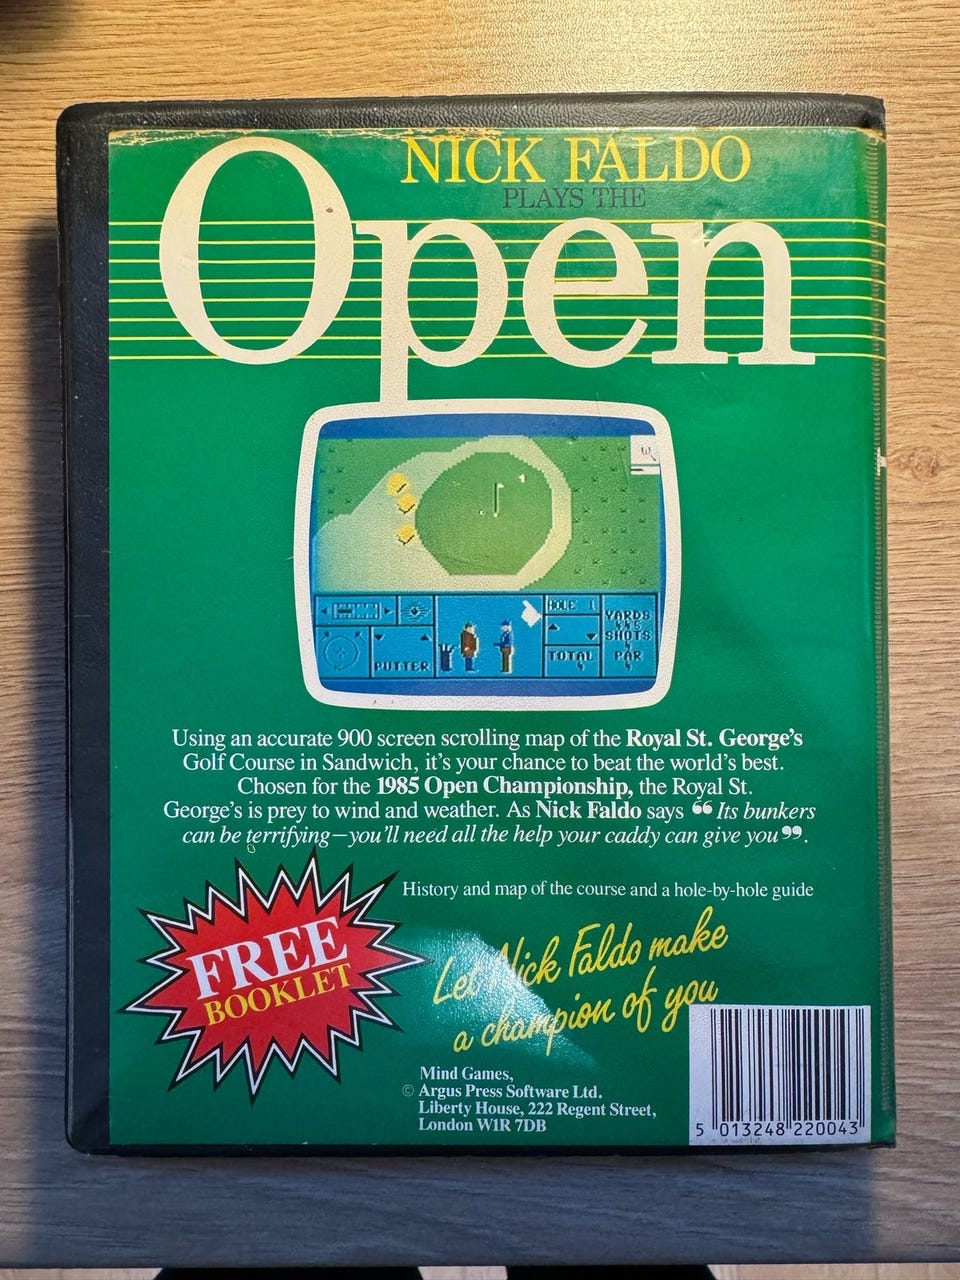 NICK FALDO
PLAYS THE
Open
W
HOLE 1
YARDS
445
SHOTS
4
PAR
4
TOTAL
4
PUTTER
Using an accurate 900 screen scrolling map of the Royal St. George's
Golf Course in Sandwich, it's your chance to beat the world's best.
Chosen for the 1985 Open Championship, the Royal St.
George's is prey to wind and weather. As Nick Faldo says “Its bunkers
can be terrifying—you'll need all the help your caddy can give you”.
History and map of the course and a hole-by-hole guide
FREE
BOOKLET
Let Nick Faldo make
a champion of you
Mind Games,
© Argus Press Software Ltd.
Liberty House, 222 Regent Street,
London W1R 7DB
5 013248 220043